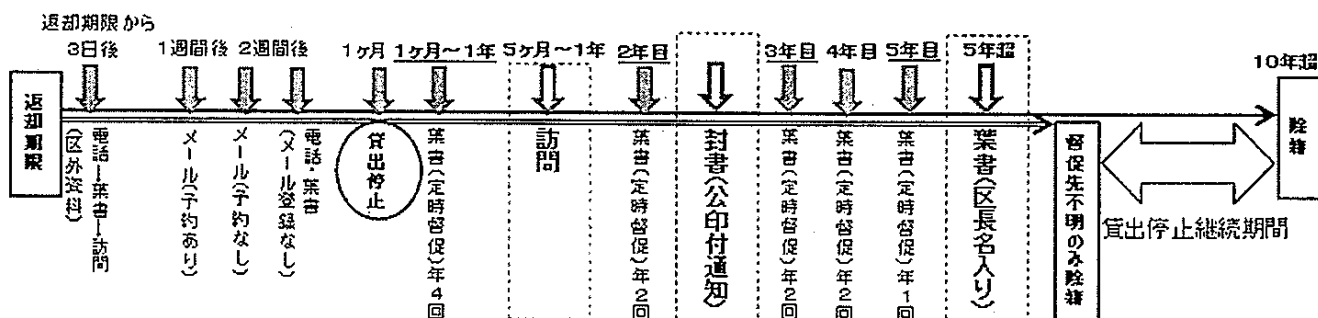 返却期限から
3日後
1週間後
2週間後
1ヶ月
1ヶ月～1年
5ヶ月～1年
2年目
3年目
4年目
5年目
5年超
10年超
返却期限
電話→葉書→訪問
(区外資料)
メール(予約あり)
メール(予約なし)
電話・葉書
(メール登録なし)
貸出停止
葉書(定時督促)年4回
訪問
葉書(定時督促)年2回
封書(公印付通知)
葉書(定時督促)年2回
葉書(定時督促)年2回
葉書(定時督促)年1回
葉書(区長名入り)
督促先不明のみ除籍
貸出停止継続期間
除籍